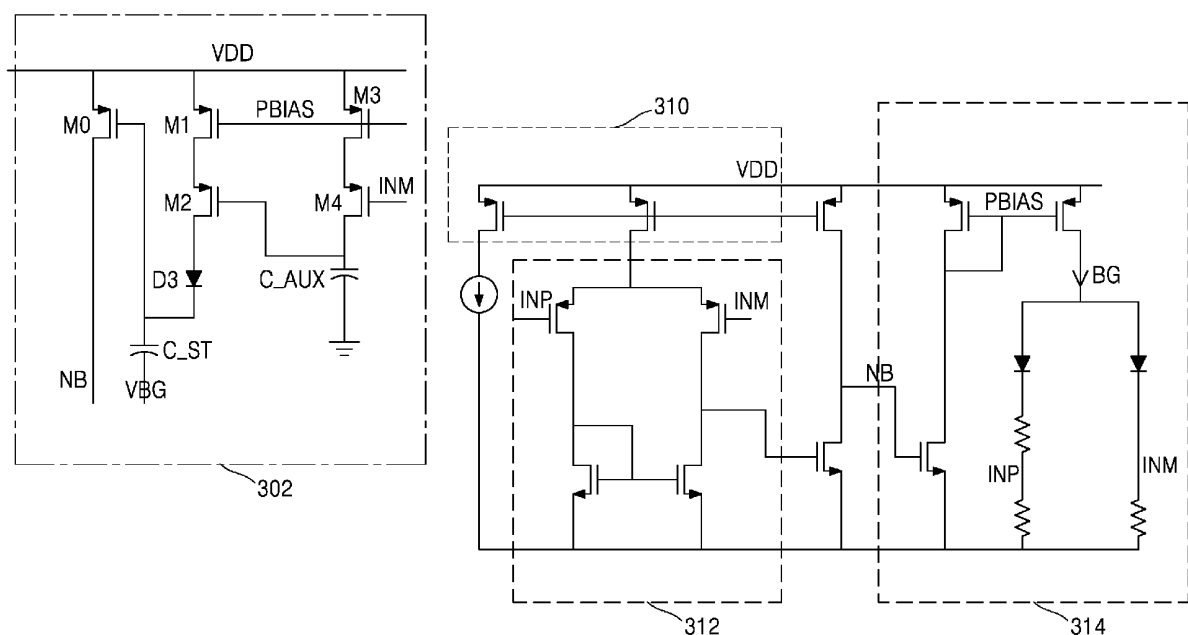 VDD
M0
M1
PBIAS
M3
M2
M4
INM
D3
C_AUX
C_ST
NB
VBG
302
310
VDD
PBIAS
INP
INM
BG
NB
INP
INM
312
314